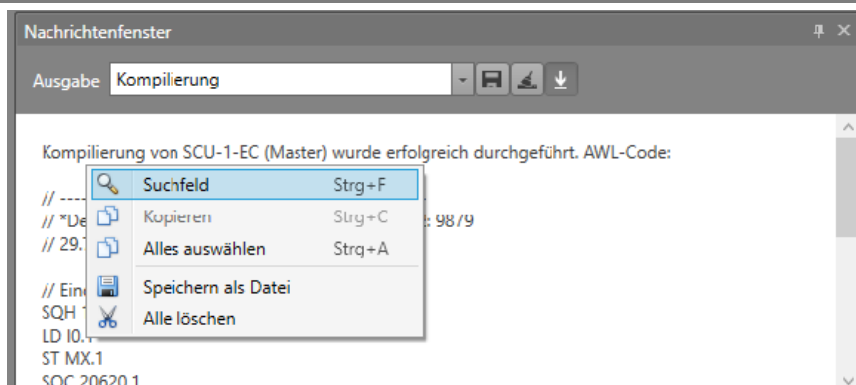 Nachrichtenfenster
Ausgabe Kompilierung
Kompilierung von SCU-1-EC (Master) wurde erfolgreich durchgeführt. AWL-Code:
// ----
Suchfeld Strg+F
// *De
Kopieren Strg+C
: 9879
// 29.
Alles auswählen Strg+A
// Ein
Speichern als Datei
SQH
Alle löschen
LD I0.1
ST MX.1
SQC 20620.1